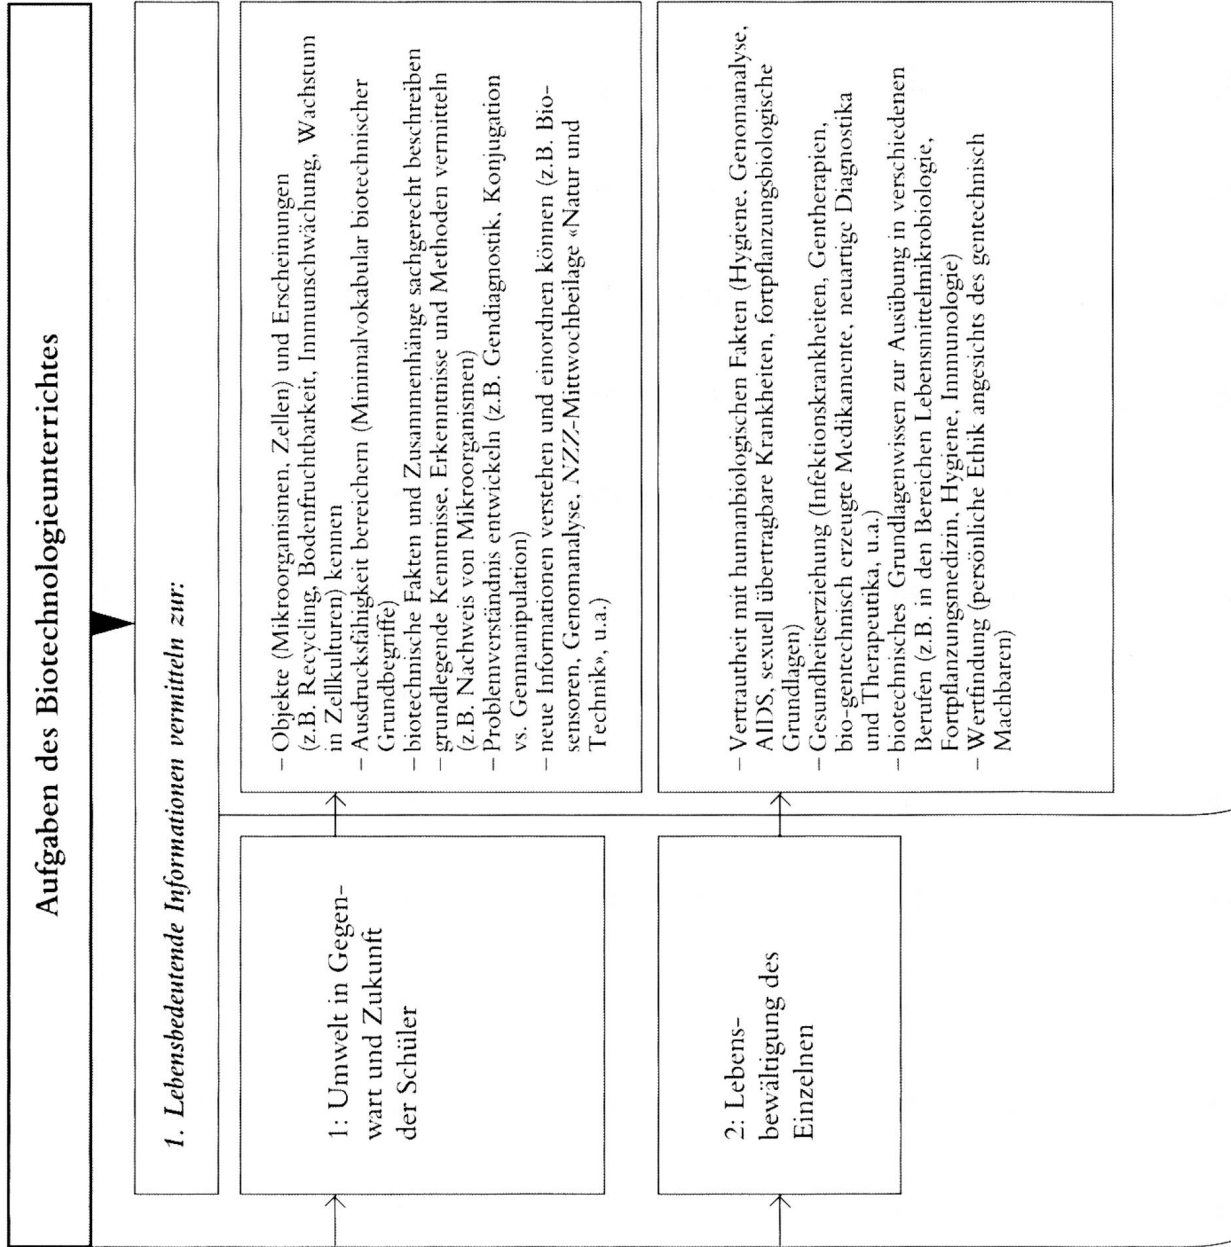 Aufgaben des Biotechnologieunterrichtes
1. Lebensbedeutende Informationen vermitteln zur:
1: Umwelt in Gegen-
wart und Zukunft
der Schüler
– Objekte (Mikroorganismen, Zellen) und Erscheinungen
(z.B. Recycling, Bodenfruchtbarkeit, Immunschwächung, Wachstum
in Zellkulturen) kennen
– Ausdrucksfähigkeit bereichern (Minimalvokabular biotechnischer
Grundbegriffe)
– biotechnische Fakten und Zusammenhänge sachgerecht beschreiben
– grundlegende Kenntnisse, Erkenntnisse und Methoden vermitteln
(z.B. Nachweis von Mikroorganismen)
– Problemverständnis entwickeln (z.B. Gendiagnostik, Konjugation
vs. Genmanipulation)
– neue Informationen verstehen und einordnen können (z.B. Bio-
sensoren, Genomanalyse, NZZ-Mittwochbeilage «Natur und
Technik», u.a.)
2: Lebens-
bewältigung des
Einzelnen
– Vertrautheit mit humanbiologischen Fakten (Hygiene, Genomanalyse,
AIDS, sexuell übertragbare Krankheiten, fortpflanzungsbiologische
Grundlagen)
– Gesundheitserziehung (Infektionskrankheiten, Gentherapien,
bio-gentechnisch erzeugte Medikamente, neuartige Diagnostika
und Therapeutika, u.a.)
– biotechnisches Grundlagenwissen zur Ausübung in verschiedenen
Berufen (z.B. in den Bereichen Lebensmittelmikrobiologie,
Fortpflanzungsmedizin, Hygiene, Immunologie)
– Wertfindung (persönliche Ethik angesichts des gentechnisch
Machbaren)